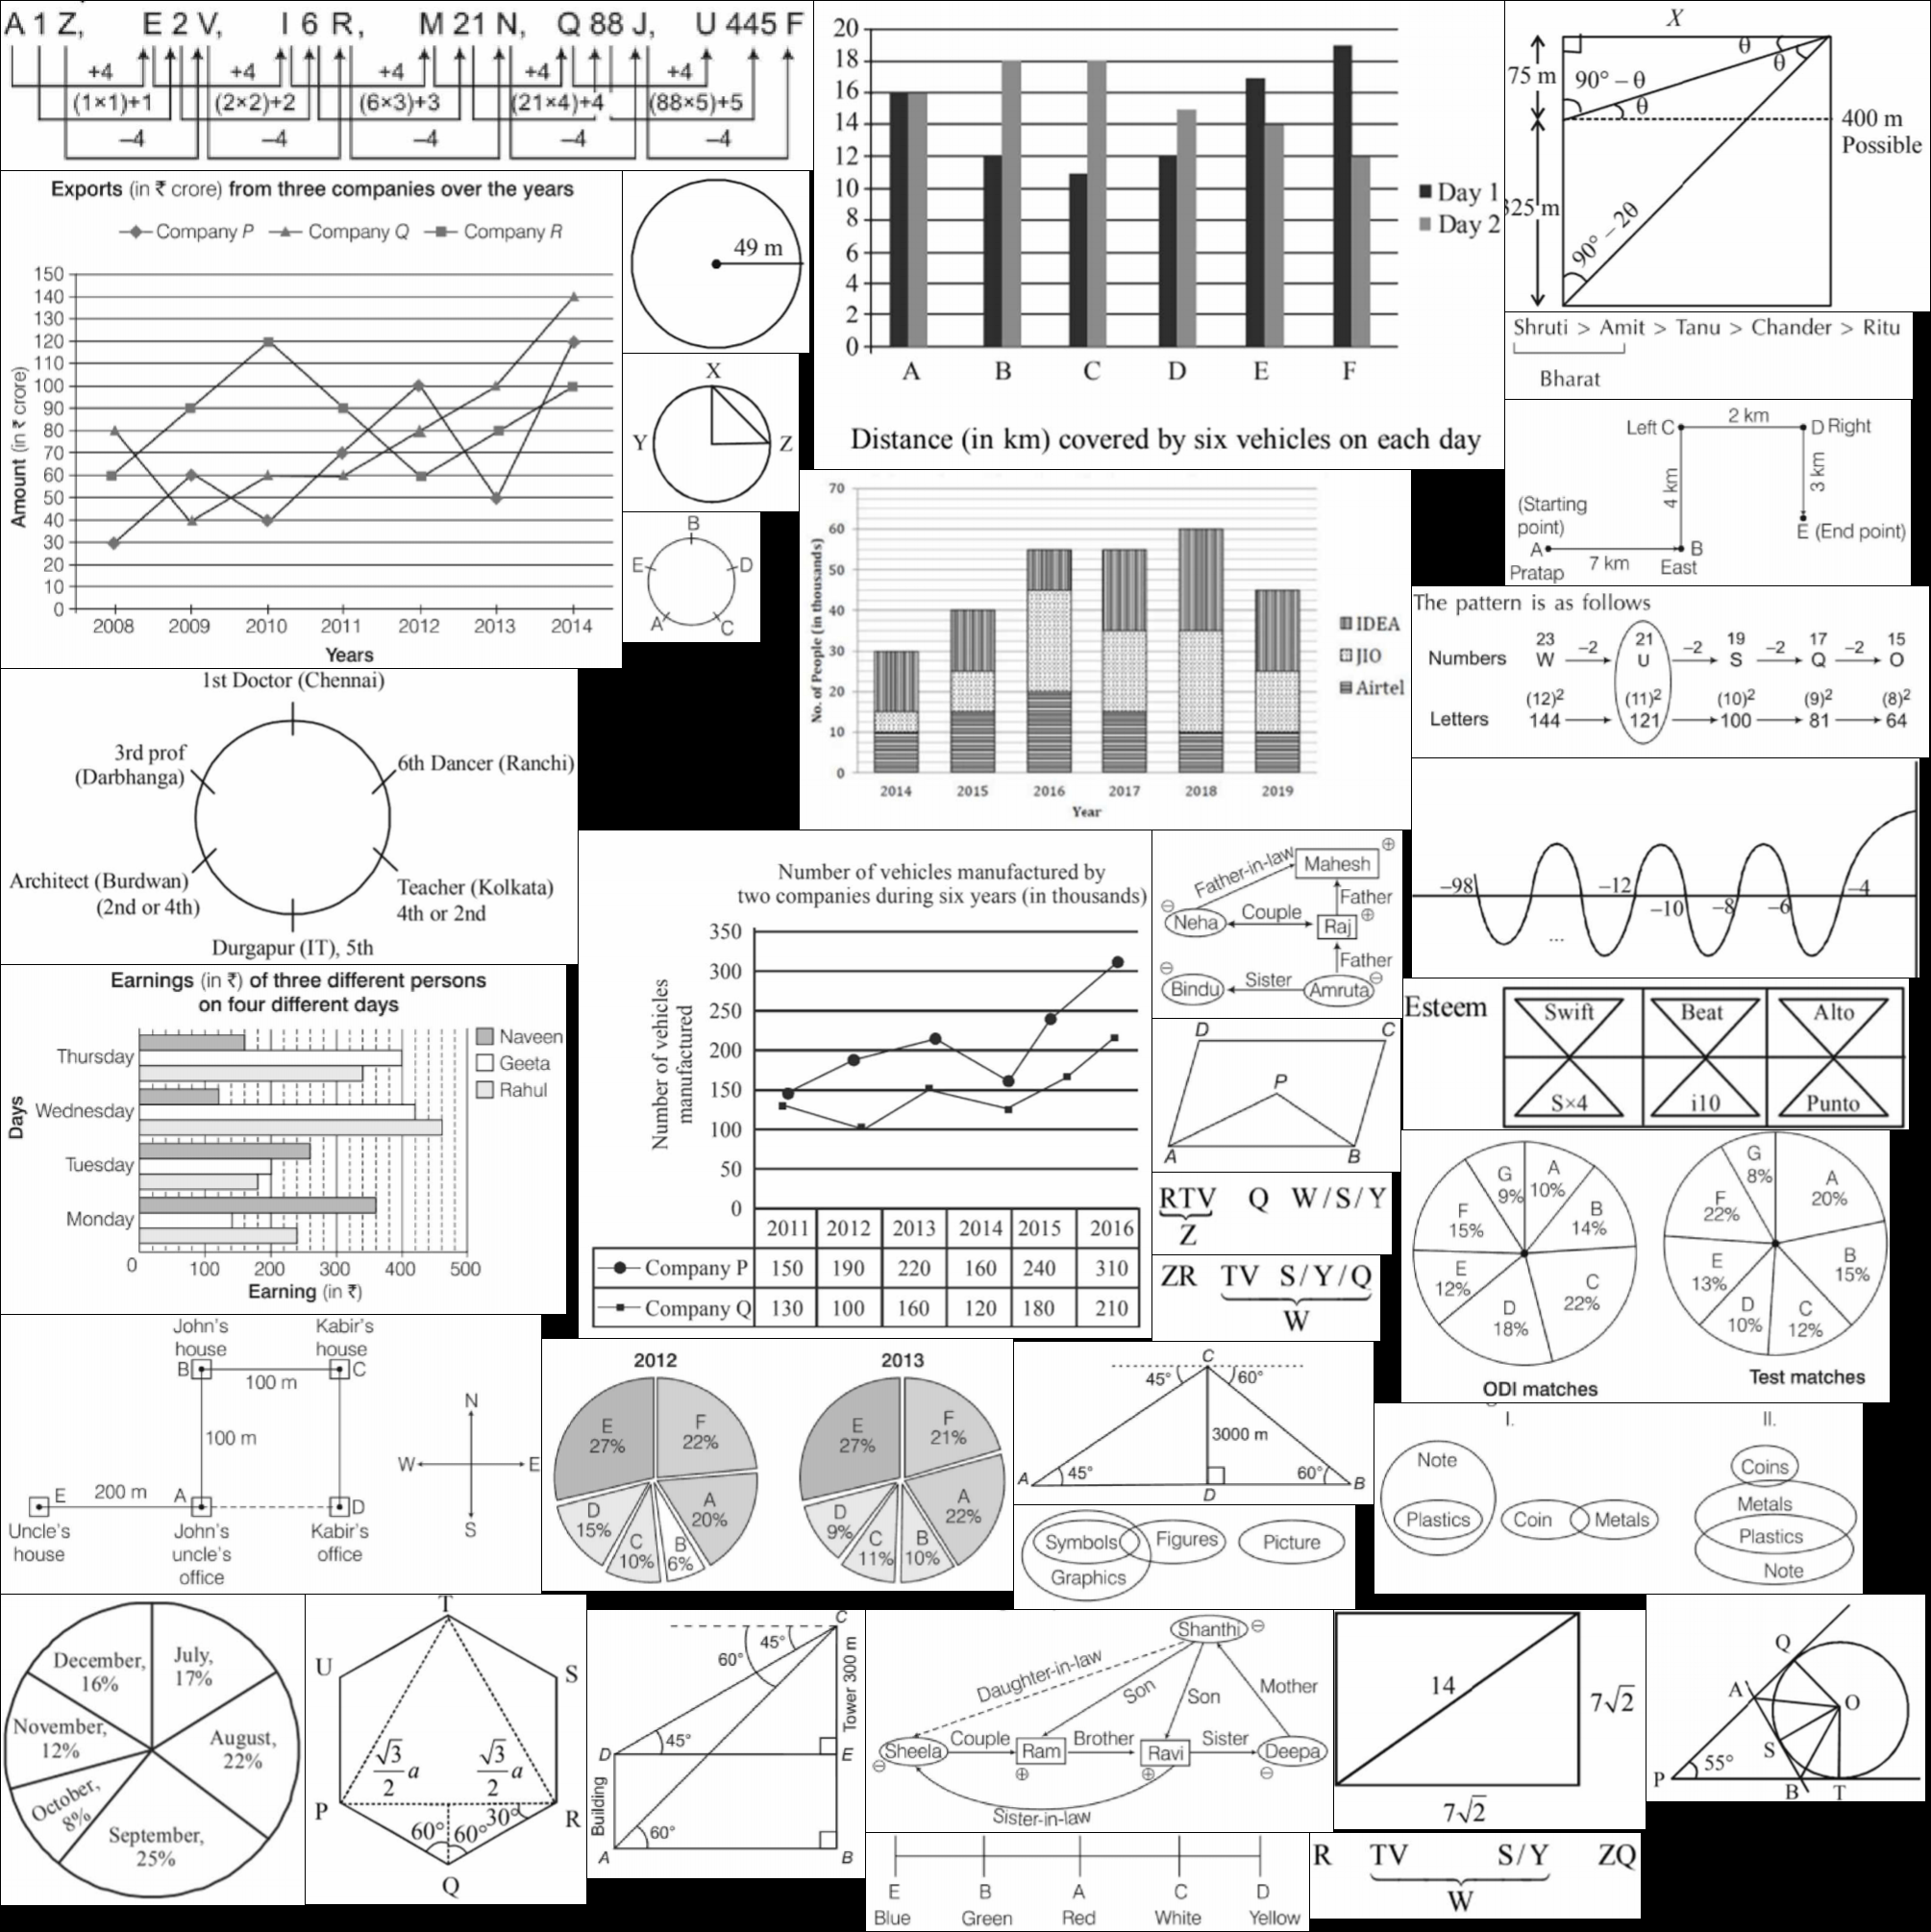 A 1 Z, E 2 V, I 6 R, M 21 N, Q 88 J, U 445 F
+4 +4 +4 +4 +4
(1×1)+1 (2×2)+2 (6×3)+3 (21×4)+4 (88×5)+5
–4 –4 –4 –4 –4
20
18
16
14
12
10
8
6
4
2
0
A B C D E F
Day 1
Day 2
Distance (in km) covered by six vehicles on each day
X
θ
θ
75 m
90° – θ
θ
400 m
Possible
325 m
90° – 2θ
Exports (in ₹ crore) from three companies over the years
Company P Company Q Company R
Amount (in ₹ crore)
150
140
130
120
110
100
90
80
70
60
50
40
30
20
10
0
2008 2009 2010 2011 2012 2013 2014
Years
49 m
X
Y Z
B
E D
A C
Shruti > Amit > Tanu > Chander > Ritu
Bharat
Left C 2 km D Right
4 km
3 km
(Starting
point)
E (End point)
A B
7 km
Pratap East
No. of People (in thousands)
70
60
50
40
30
20
10
0
2014 2015 2016 2017 2018 2019
Year
IDEA
JIO
Airtel
The pattern is as follows
23 21 19 17 15
Numbers W –2 U –2 S –2 Q –2 O
(12)² (11)² (10)² (9)² (8)²
Letters 144 121 100 81 64
1st Doctor (Chennai)
3rd prof
(Darbhanga)
6th Dancer (Ranchi)
Architect (Burdwan)
(2nd or 4th)
Teacher (Kolkata)
4th or 2nd
Durgapur (IT), 5th
–98 –12 –10 –8 –6 –4
...
Number of vehicles manufactured by
two companies during six years (in thousands)
Number of vehicles
manufactured
350
300
250
200
150
100
50
0
2011 2012 2013 2014 2015 2016
Company P 150 190 220 160 240 310
Company Q 130 100 160 120 180 210
Father-in-law Mahesh
Father
Neha Couple Raj
Father
Bindu Sister Amruta
Esteem
Swift Beat Alto
S×4 i10 Punto
D C
P
A B
RTV Q W/S/Y
Z
ZR TV S/Y/Q
W
Earnings (in ₹) of three different persons
on four different days
Days
Thursday
Wednesday
Tuesday
Monday
0 100 200 300 400 500
Earning (in ₹)
Naveen
Geeta
Rahul
G
9%
A
10%
B
14%
C
22%
D
18%
E
12%
F
15%
ODI matches
G
8%
A
20%
B
15%
C
12%
D
10%
E
13%
F
22%
Test matches
John's
house
Kabir's
house
B C
100 m
100 m
N
W E
S
E 200 m A D
Uncle's
house
John's
uncle's
office
Kabir's
office
2012
E
27%
F
22%
A
20%
B
6%
C
10%
D
15%
2013
E
27%
F
21%
A
22%
B
10%
C
11%
D
9%
C
45° 60°
3000 m
A 45° 60° B
D
Symbols Figures Picture
Graphics
I.
Note
Plastics Coin Metals
II.
Coins
Metals
Plastics
Note
December,
16%
July,
17%
November,
12%
August,
22%
October,
8%
September,
25%
T
U S
√3/2 a √3/2 a
P R
60° 60° 30°
Q
C
45°
60°
Tower 300 m
D 45° E
Building
A 60° B
Shanthi
Daughter-in-law
Son
Son
Mother
Sheela Couple Ram Brother Ravi Sister Deepa
Sister-in-law
E B A C D
Blue Green Red White Yellow
14
7√2
7√2
R TV S/Y ZQ
W
Q
A O
S
P 55° B T